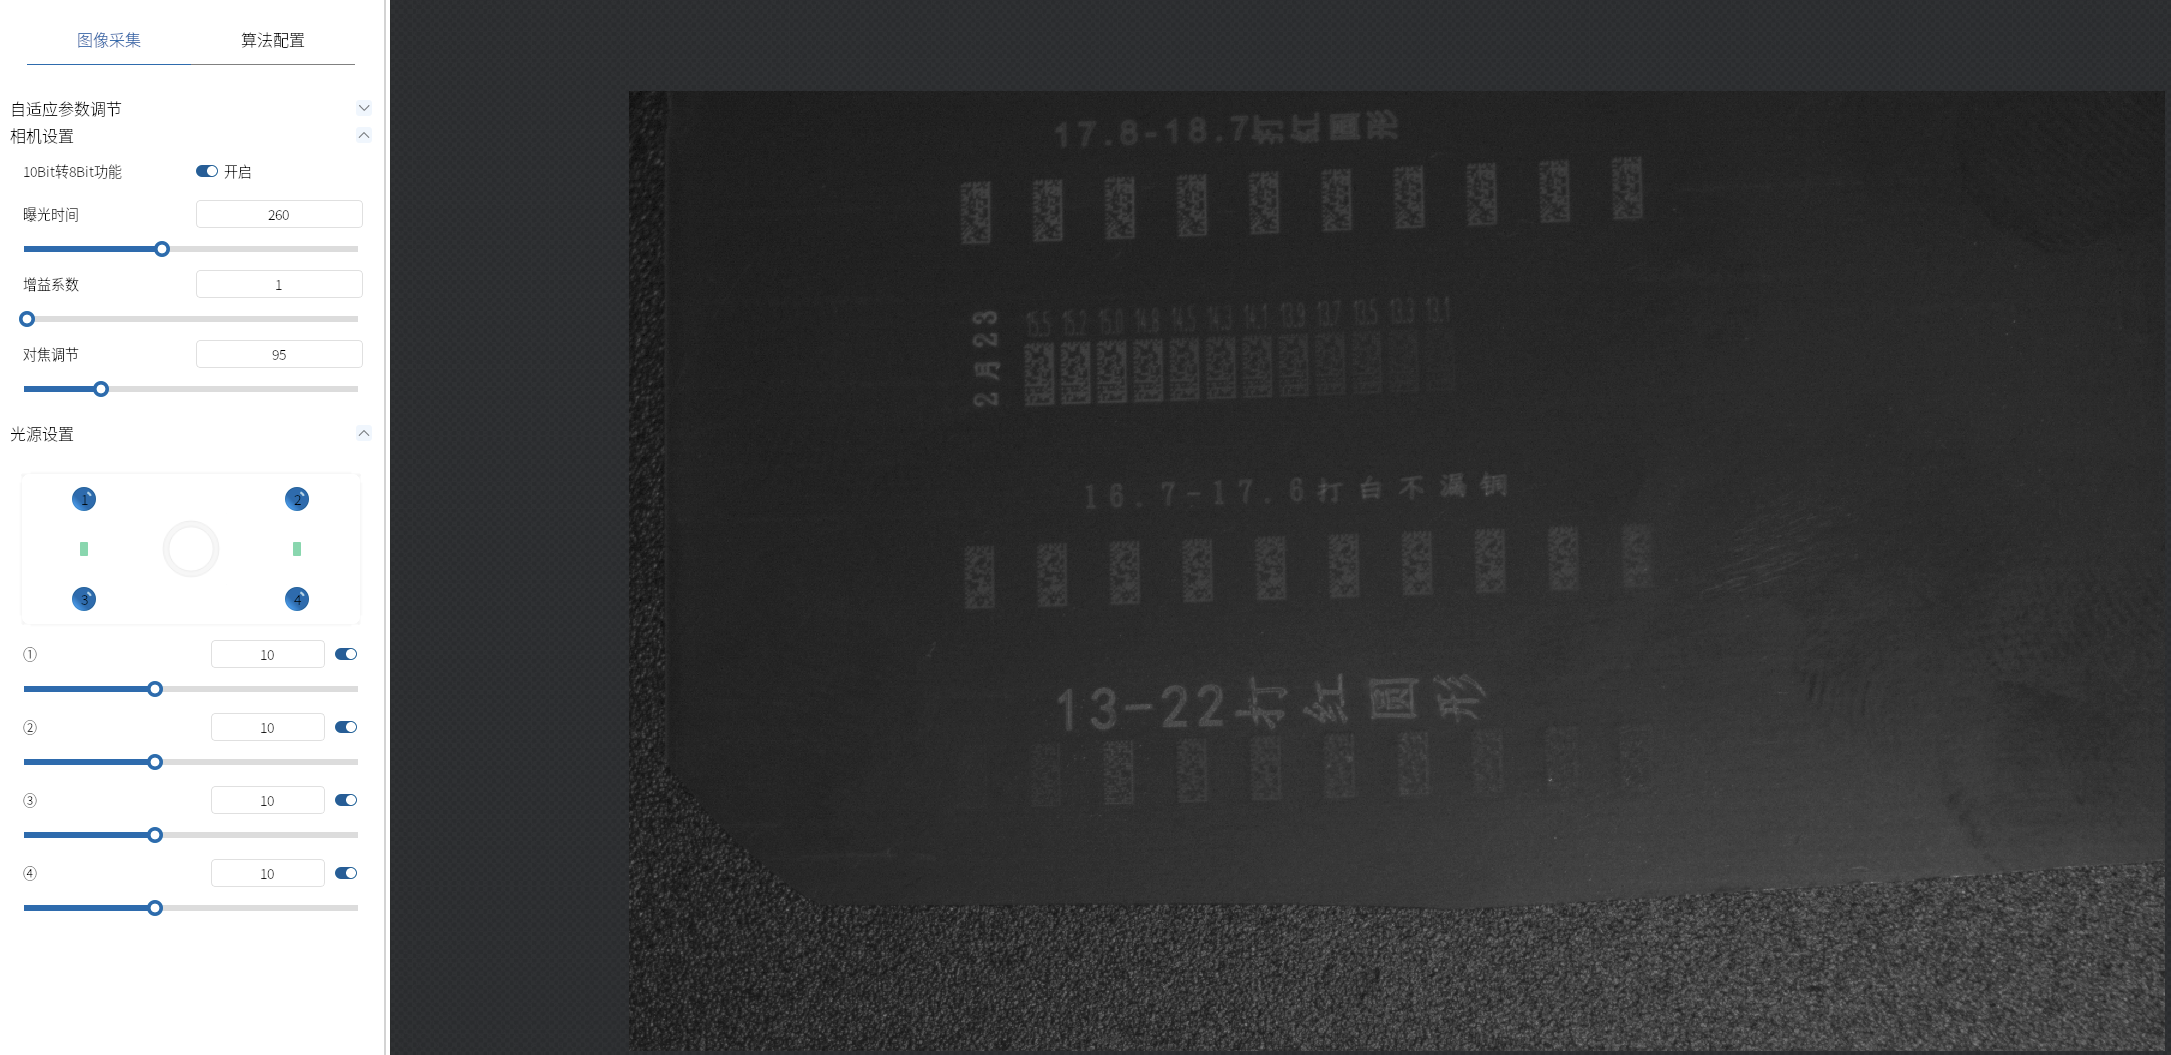 图像采集
算法配置
自适应参数调节
相机设置
10Bit转8Bit功能
开启
曝光时间
260
增益系数
1
对焦调节
95
光源设置
1
2
3
4
①
10
②
10
③
10
④
10
17.8-18.7打红圆形
2月23
15.5 15.2 15.0 14.8 14.5 14.3 14.1 13.9 13.7 13.5 13.3 13.1
16.7-17.6打白不漏铜
13-22打红圆形